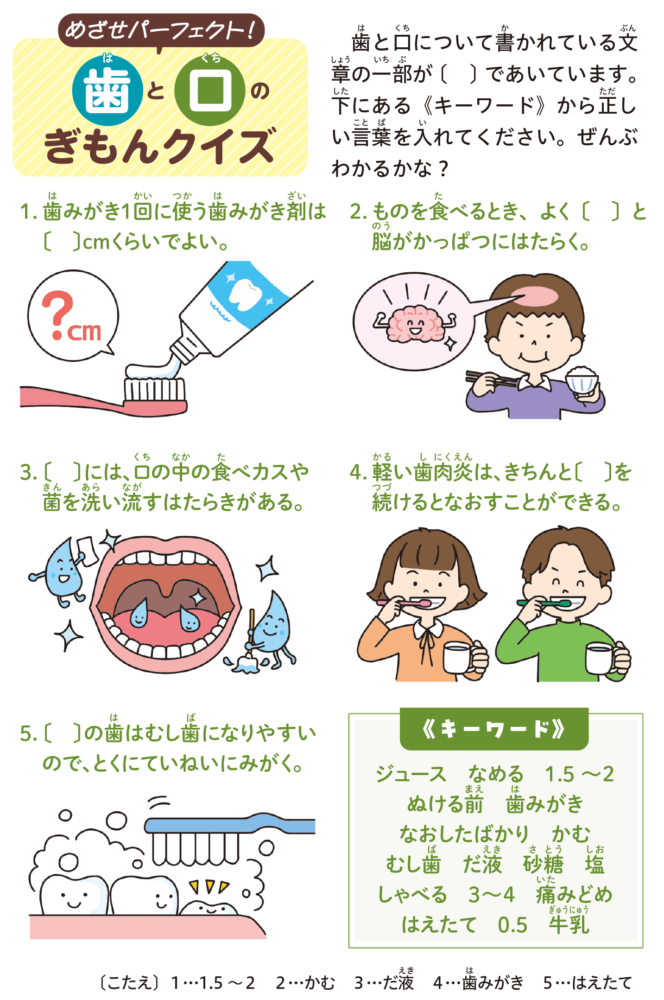 めざせパーフェクト!
歯と口の
ぎもんクイズ
歯と口について書かれている文
章の一部が〔　〕であいています。
下にある《キーワード》から正し
い言葉を入れてください。ぜんぶ
わかるかな？
1. 歯みがき1回に使う歯みがき剤は
〔　〕cmくらいでよい。
?cm
2. ものを食べるとき、よく〔　〕と
脳がかっぱつにはたらく。
3.〔　〕には、口の中の食べカスや
菌を洗い流すはたらきがある。
4. 軽い歯肉炎は、きちんと〔　〕を
続けるとなおすことができる。
5.〔　〕の歯はむし歯になりやすい
ので、とくにていねいにみがく。
《キーワード》
ジュース　なめる　1.5 〜2
ぬける前　歯みがき
なおしたばかり　かむ
むし歯　だ液　砂糖　塩
しゃべる　3〜4　痛みどめ
はえたて　0.5　牛乳
〔こたえ〕 1…1.5 〜2　2…かむ　3…だ液　4…歯みがき　5…はえたて